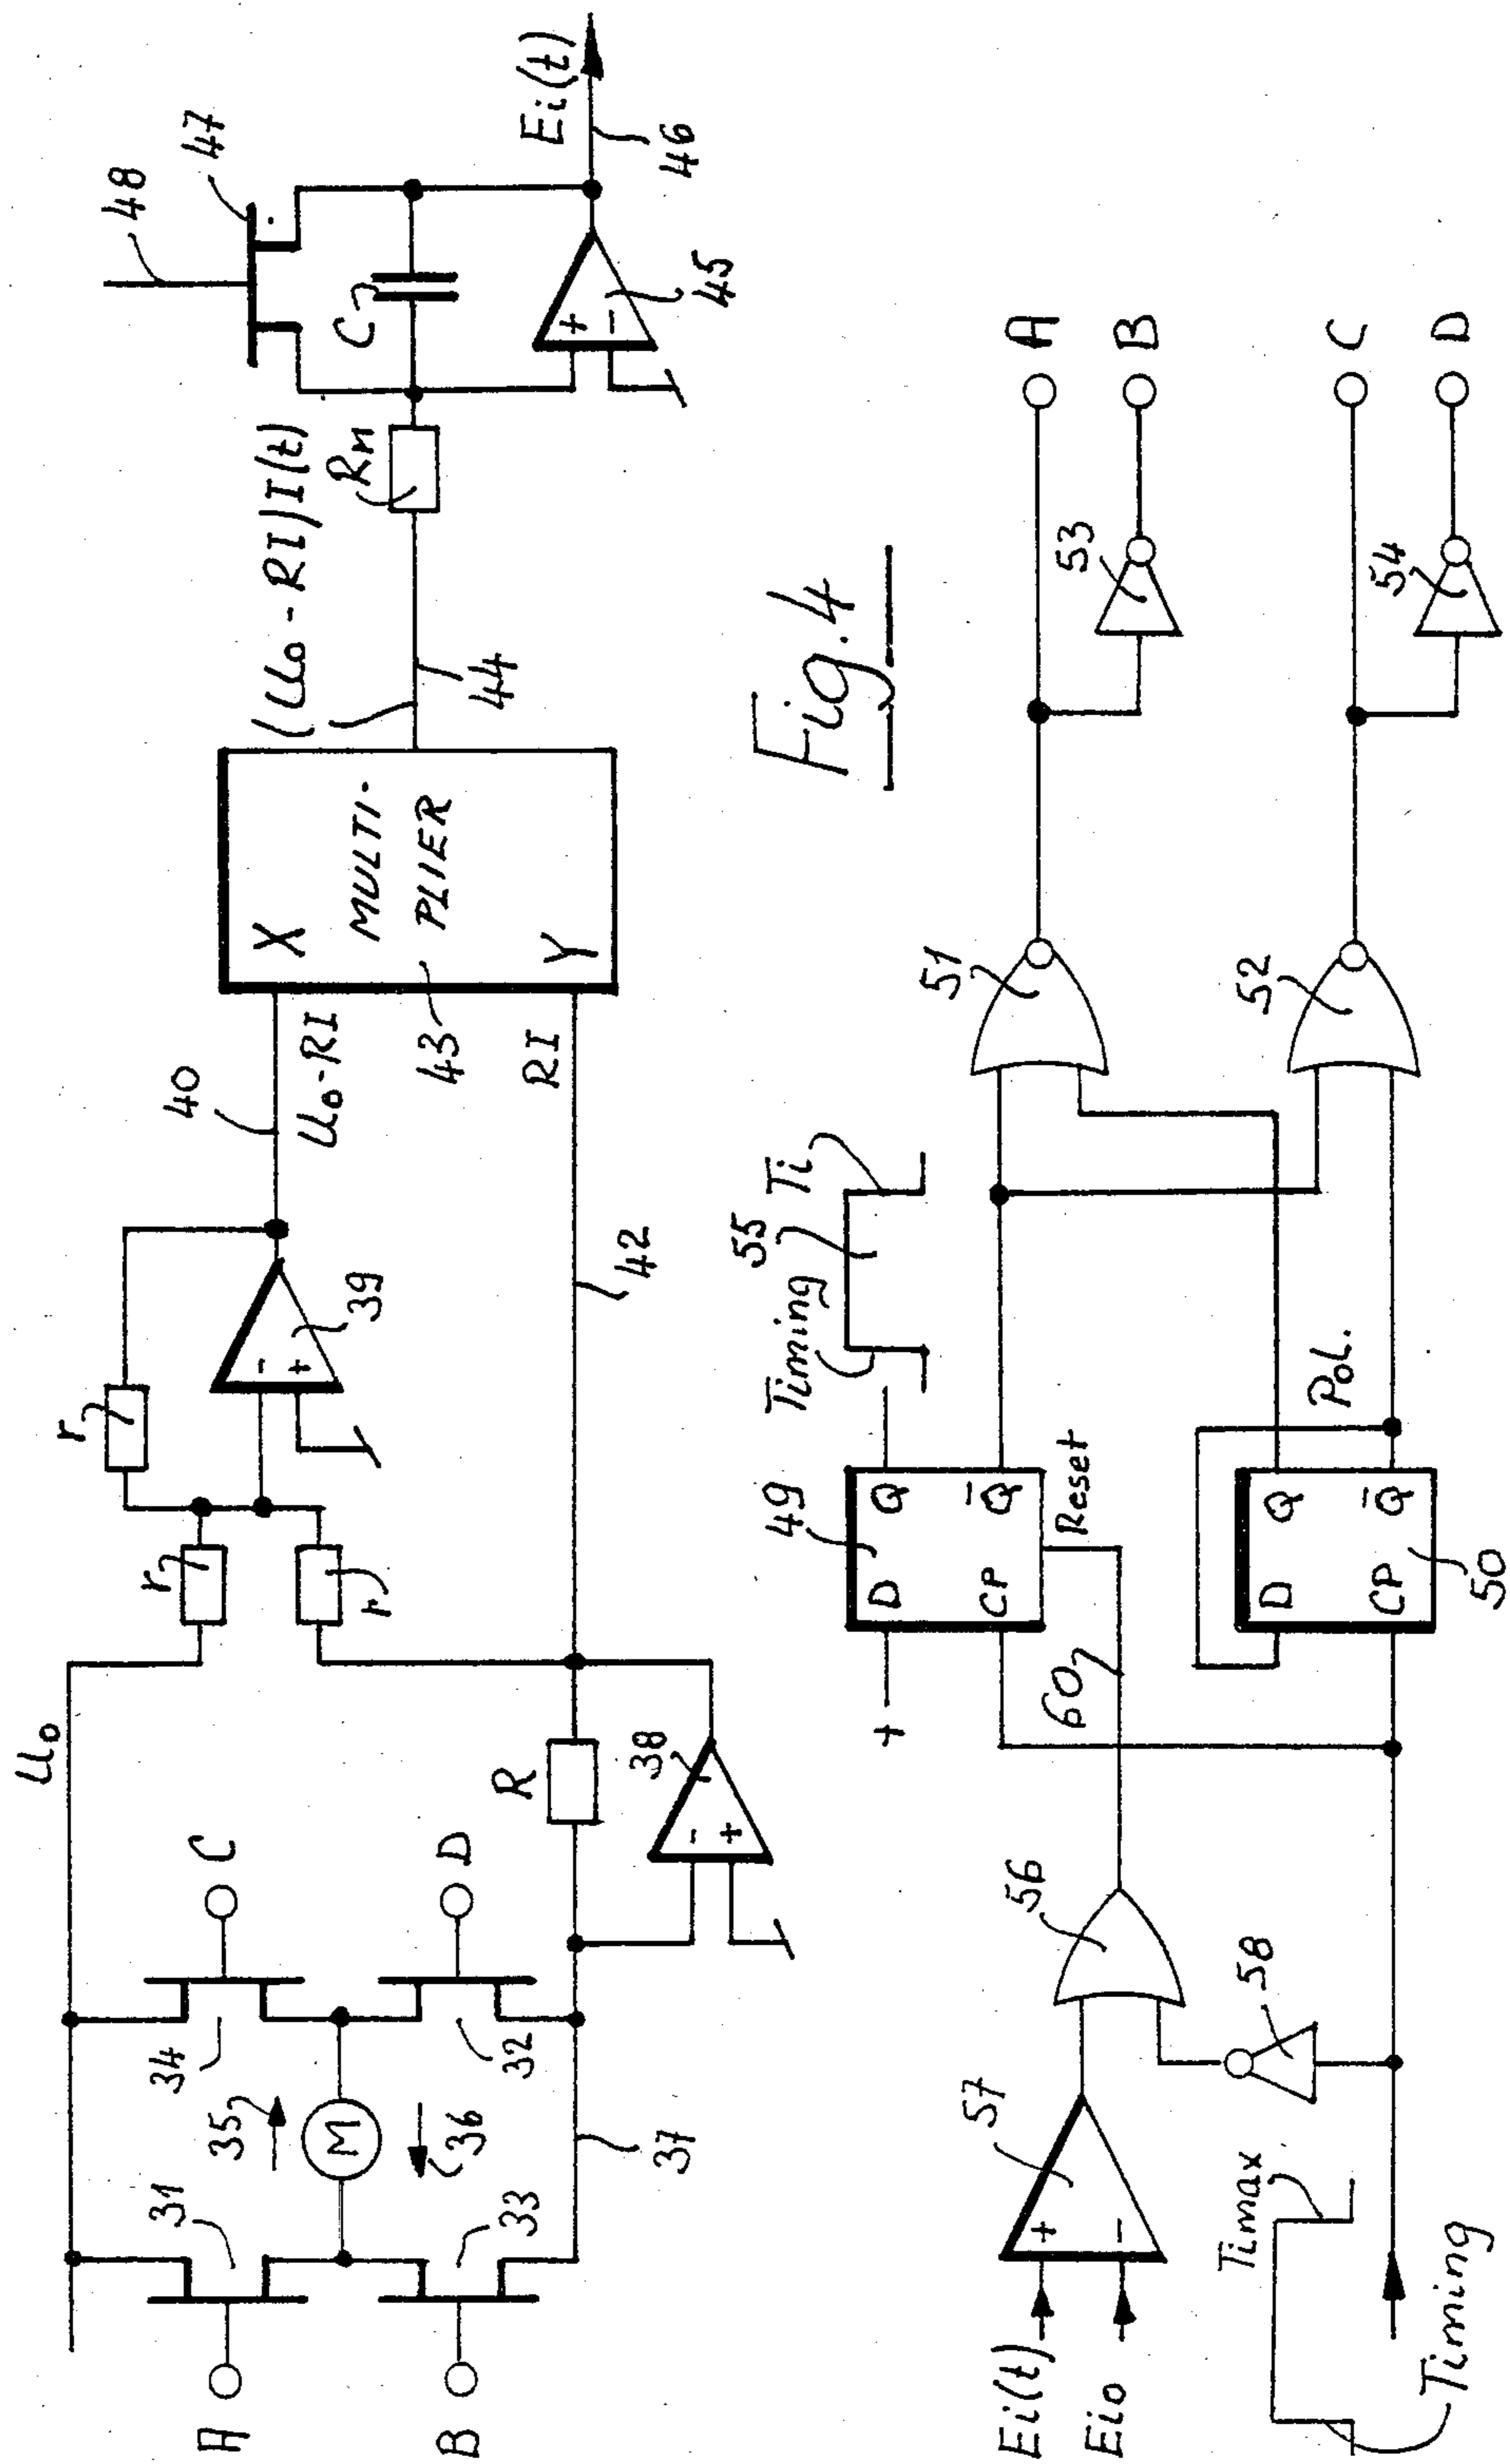 A
B
31
33
35
M
36
34
32
C
D
37
U₀
R
38
- +
r
r
r
39
- +
40
U₀-RI
RI
42
X
MULTI-
PLIER
Y
43
(U₀-RI)I(t)
44
RM
C
47
48
+ -
45
Ei(t)
46
Fig.4
Ei(t)
Eio
+ -
57
56
58
Timax
Timing
60
+
D Q
CP Q̄
49
Reset
Timing
55
Ti
D Q
CP Q̄
50
Pol.
51
52
53
54
A
B
C
D